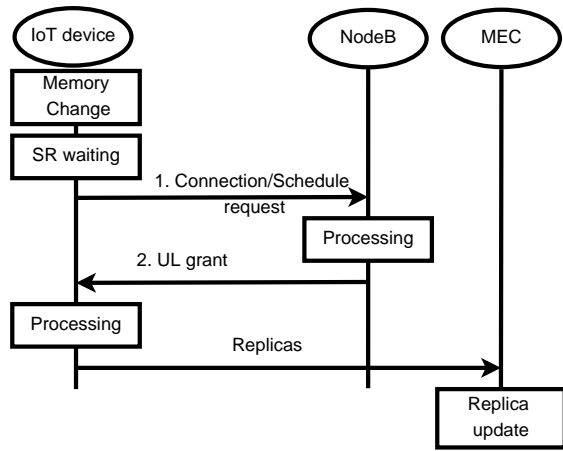 IoT device
NodeB
MEC
Memory
Change
SR waiting
1. Connection/Schedule
request
Processing
2. UL grant
Processing
Replicas
Replica
update